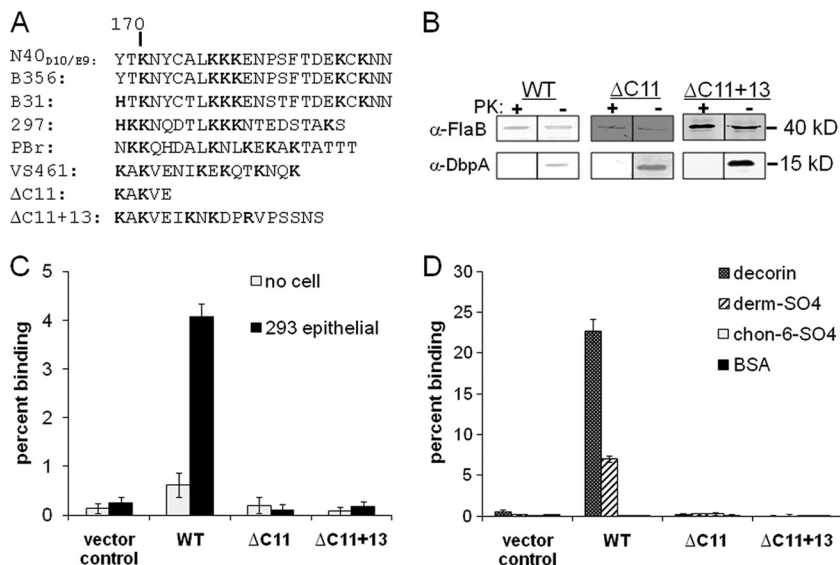 A
170
N40D10/E9: YTKNYCALKKKENPSFTDEKCKNN
B356: YTKNYCALKKKENPSFTDEKCKNN
B31: HTKNYCTLKKKENSTFTDEKCKNN
297: HKKNQDTLKKKNTEDSTAKS
PBr: NKKQHDALKNLKEKAKTATTT
VS461: KAKVENIKEKQTKNQK
ΔC11: KAKVE
ΔC11+13: KAKVEIKNKDPRVPSSNS
B
WT ΔC11 ΔC11+13
PK: + - + - + -
α-FlaB - 40 kD
α-DbpA -15 kD
C
percent binding
5
4
3
2
1
0
no cell
293 epithelial
vector control WT ΔC11 ΔC11+13
D
percent binding
30
25
20
15
10
5
0
decorin
derm-SO4
chon-6-SO4
BSA
vector control WT ΔC11 ΔC11+13